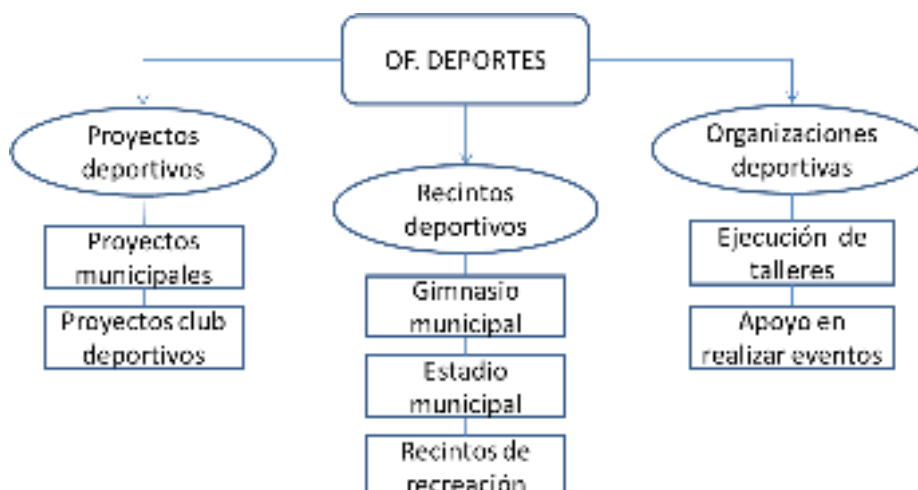 OF. DEPORTES
Proyectos
deportivos
Proyectos
municipales
Proyectos club
deportivos
Recintos
deportivos
Gimnasio
municipal
Estadio
municipal
Recintos de
recreación
Organizaciones
deportivas
Ejecución de
talleres
Apoyo en
realizar eventos